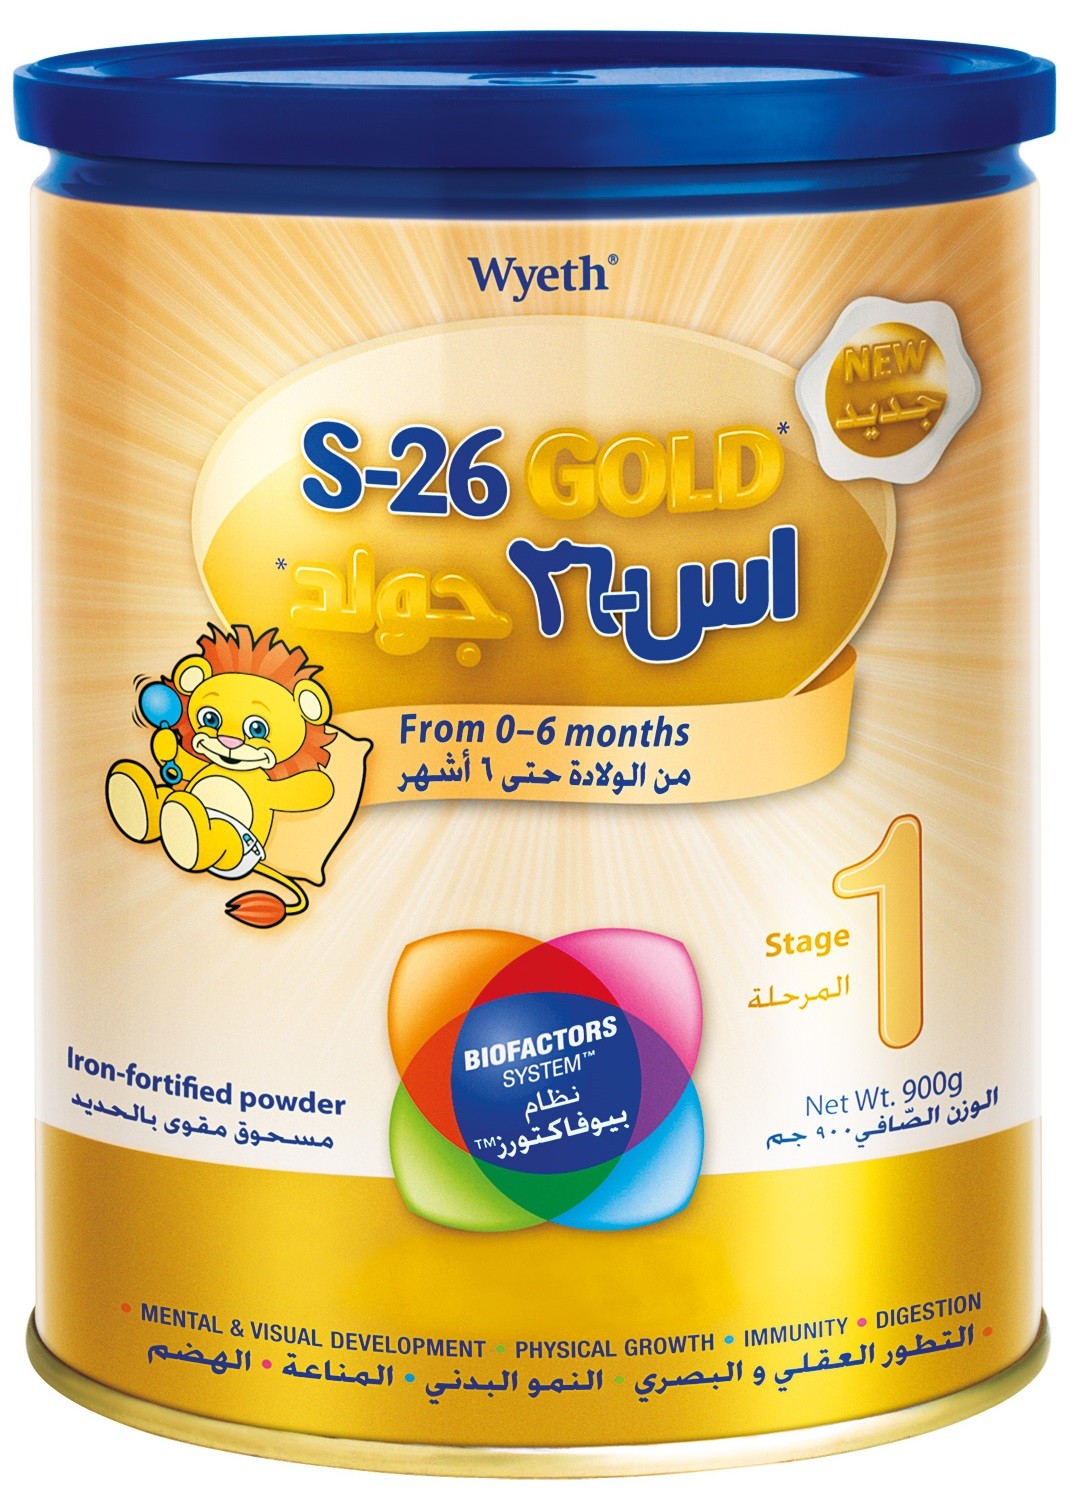 Wyeth®
NEW
جديد
S-26 GOLD*
اس-٢٦ جولد*
From 0–6 months
من الولادة حتى ٦ أشهر
1
Stage
المرحلة
BIOFACTORS
SYSTEM™
نظام
بيوفاكتورز™
Iron-fortified powder
مسحوق مقوى بالحديد
Net Wt. 900g
الوزن الصّافي ٩٠٠ جم
• MENTAL & VISUAL DEVELOPMENT • PHYSICAL GROWTH • IMMUNITY • DIGESTION
• التطور العقلي و البصري • النمو البدني • المناعة • الهضم